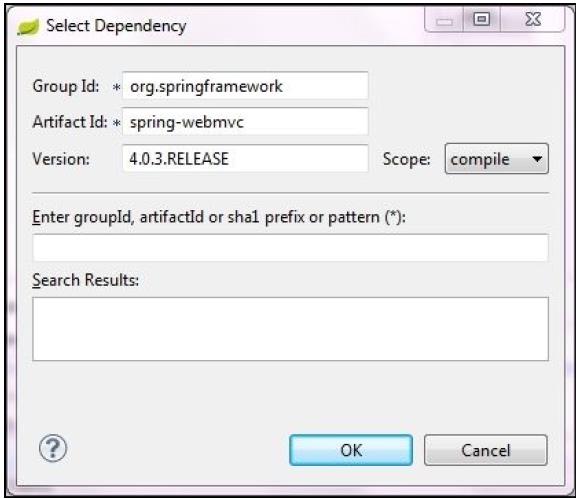 Select Dependency
Group Id: * org.springframework
Artifact Id: * spring-webmvc
Version: 4.0.3.RELEASE Scope: compile
Enter groupId, artifactId or sha1 prefix or pattern (*):
Search Results:
? OK Cancel